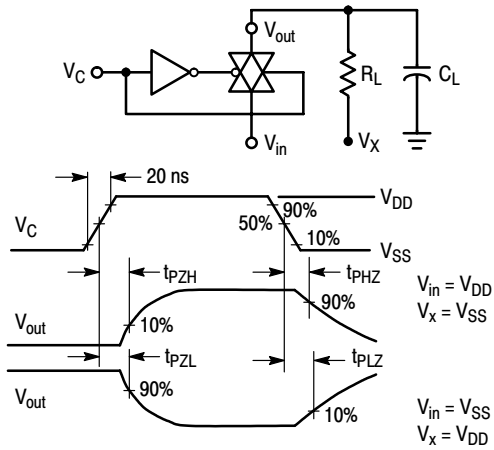 V_out
V_C
R_L
C_L
V_in
V_X
20 ns
V_C
50%
90%
10%
V_DD
V_SS
t_PZH
t_PHZ
V_out
10%
90%
V_in = V_DD
V_x = V_SS
t_PZL
t_PLZ
V_out
90%
10%
V_in = V_SS
V_x = V_DD